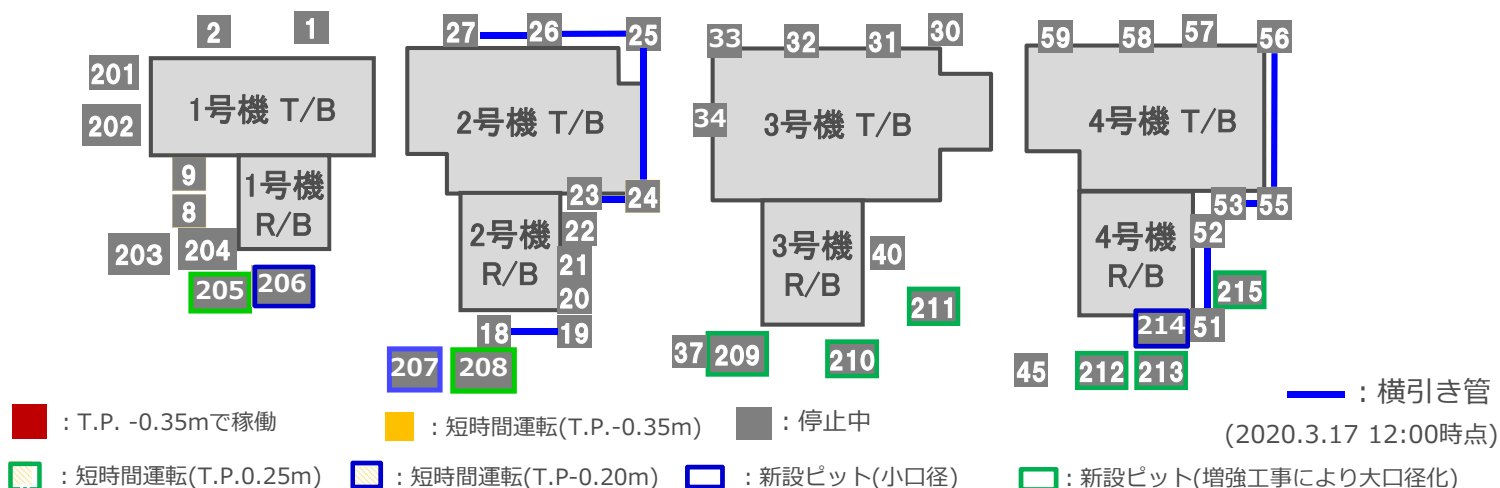 2 1 27 26 25 33 32 31 30 59 58 57 56
201
1号機 T/B 2号機 T/B 3号機 T/B 4号機 T/B
202 34
9 1号機 23 24 53 55
8 R/B 2号機 22 3号機 40 4号機 52
203 204 R/B 21 R/B R/B
205 206 20 211 215
18 19 214 51
207 208 37 209 210 45 212 213
: 横引き管
: T.P. -0.35mで稼働 : 短時間運転(T.P.-0.35m) : 停止中
(2020.3.17 12:00時点)
: 短時間運転(T.P.0.25m) : 短時間運転(T.P-0.20m) : 新設ピット(小口径) : 新設ピット(増強工事により大口径化)